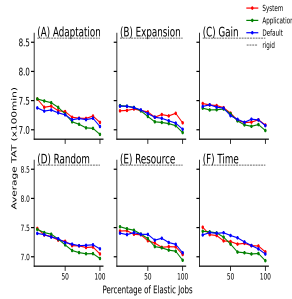 System
Application
Default
rigid
(A) Adaptation (B) Expansion (C) Gain
8.5
8.0
7.5
7.0
(D) Random (E) Resource (F) Time
8.5
8.0
7.5
7.0
50 100 50 100 50 100
Average TAT (x100min)
Percentage of Elastic Jobs